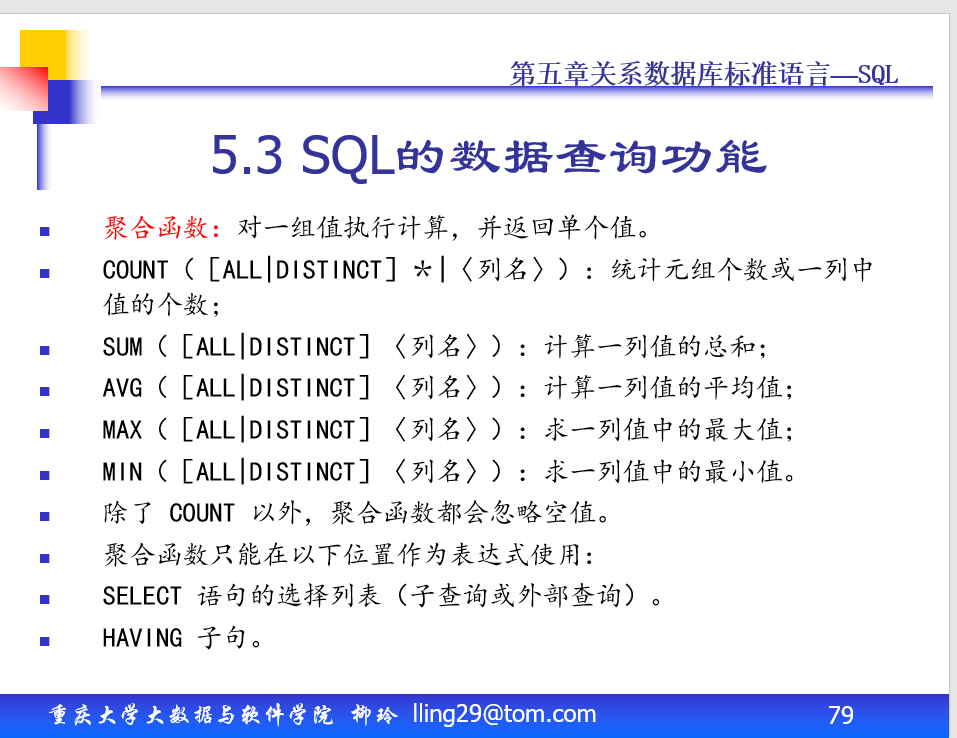 第五章关系数据库标准语言—SQL
5.3 SQL的数据查询功能
聚合函数：对一组值执行计算，并返回单个值。
COUNT（［ALL|DISTINCT］＊|〈列名〉）：统计元组个数或一列中
值的个数；
SUM（［ALL|DISTINCT］〈列名〉）：计算一列值的总和；
AVG（［ALL|DISTINCT］〈列名〉）：计算一列值的平均值；
MAX（［ALL|DISTINCT］〈列名〉）：求一列值中的最大值；
MIN（［ALL|DISTINCT］〈列名〉）：求一列值中的最小值。
除了 COUNT 以外，聚合函数都会忽略空值。
聚合函数只能在以下位置作为表达式使用：
SELECT 语句的选择列表（子查询或外部查询）。
HAVING 子句。
重庆大学大数据与软件学院 柳玲 lling29@tom.com 79